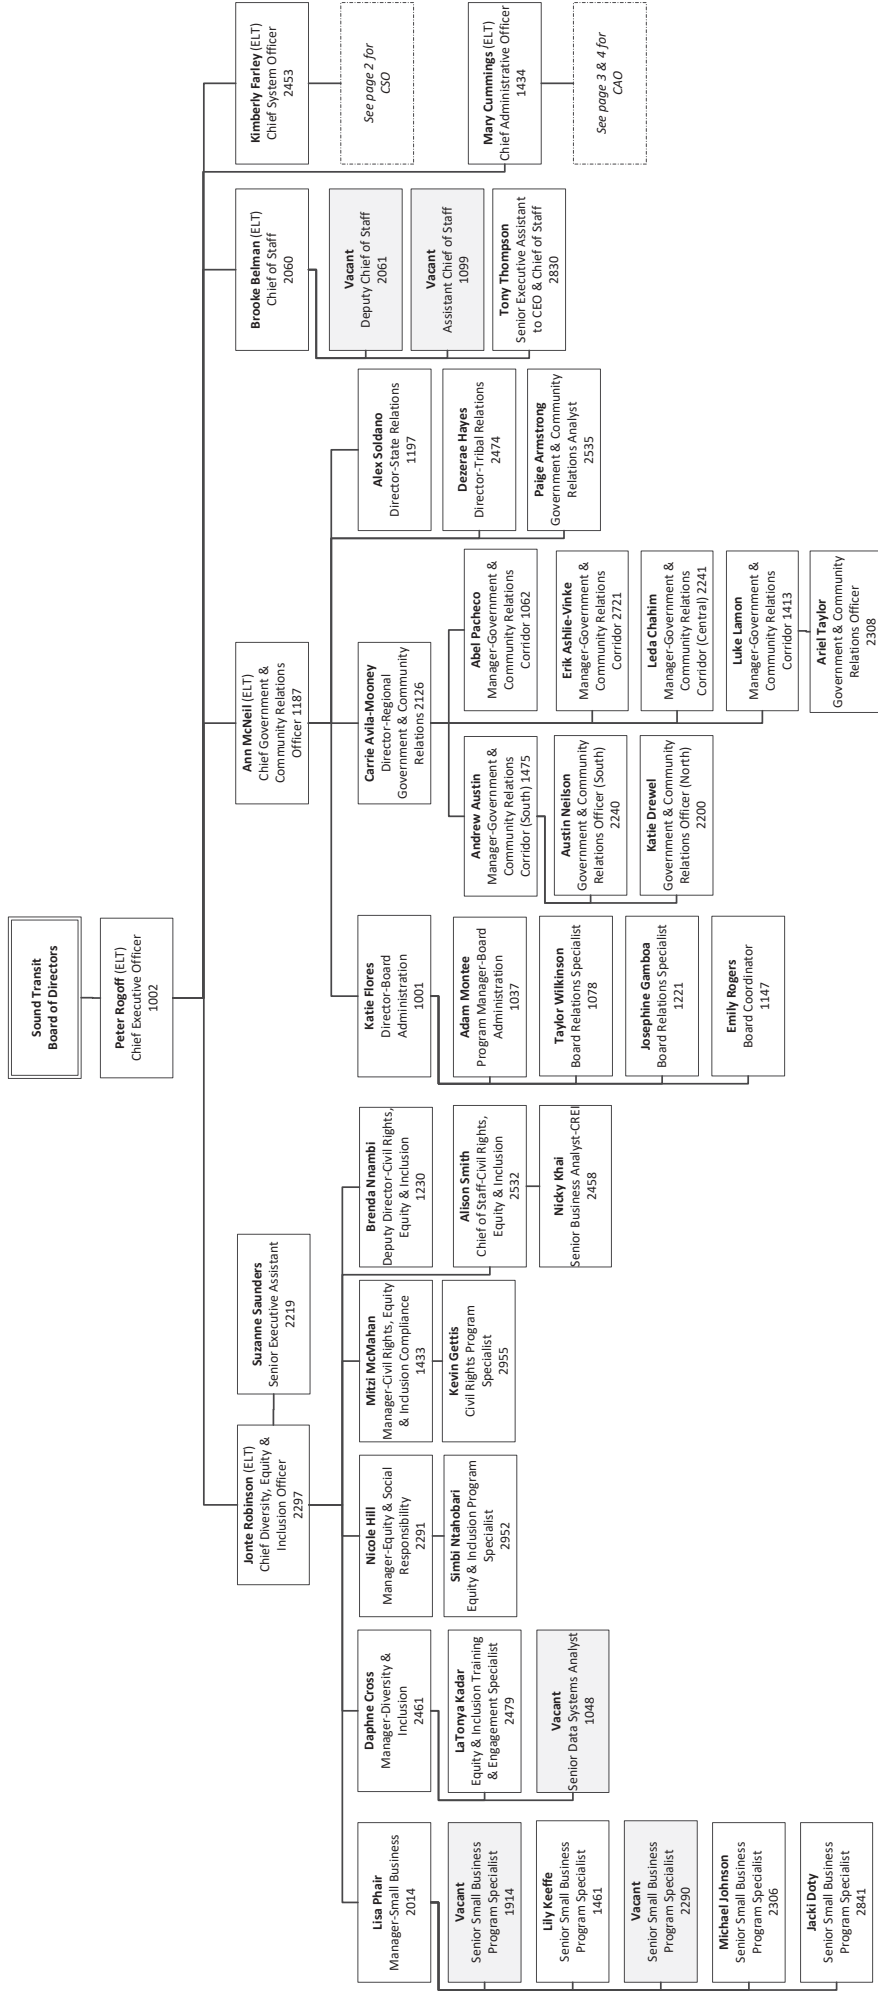 Sound Transit
Board of Directors
Peter Rogoff (ELT)
Chief Executive Officer
1002
Jonte Robinson (ELT)
Chief Diversity, Equity &
Inclusion Officer
2297
Suzanne Saunders
Senior Executive Assistant
2219
Lisa Phair
Manager-Small Business
2014
Vacant
Senior Small Business
Program Specialist
1914
Lily Keeffe
Senior Small Business
Program Specialist
1461
Vacant
Senior Small Business
Program Specialist
2290
Michael Johnson
Senior Small Business
Program Specialist
2306
Jacki Doty
Senior Small Business
Program Specialist
2841
Daphne Cross
Manager-Diversity &
Inclusion
2461
LaTonya Kadar
Equity & Inclusion Training
& Engagement Specialist
2479
Vacant
Senior Data Systems Analyst
1048
Nicole Hill
Manager-Equity & Social
Responsibility
2291
Simbi Ntahobari
Equity & Inclusion Program
Specialist
2952
Mitzi McMahan
Manager-Civil Rights, Equity
& Inclusion Compliance
1433
Kevin Gettis
Civil Rights Program
Specialist
2955
Brenda Nnambi
Deputy Director-Civil Rights,
Equity & Inclusion
1230
Alison Smith
Chief of Staff-Civil Rights,
Equity & Inclusion
2532
Nicky Khai
Senior Business Analyst-CREI
2458
Ann McNeil (ELT)
Chief Government &
Community Relations
Officer 1187
Katie Flores
Director-Board
Administration
1001
Adam Montee
Program Manager-Board
Administration
1037
Taylor Wilkinson
Board Relations Specialist
1078
Josephine Gamboa
Board Relations Specialist
1221
Emily Rogers
Board Coordinator
1147
Carrie Avila-Mooney
Director-Regional
Government & Community
Relations 2126
Andrew Austin
Manager-Government &
Community Relations
Corridor (South) 1475
Austin Neilson
Government & Community
Relations Officer (South)
2240
Katie Drewel
Government & Community
Relations Officer (North)
2200
Abel Pacheco
Manager-Government &
Community Relations
Corridor 1062
Erik Ashlie-Vinke
Manager-Government &
Community Relations
Corridor 2721
Leda Chahim
Manager-Government &
Community Relations
Corridor (Central) 2241
Luke Lamon
Manager-Government &
Community Relations
Corridor 1413
Ariel Taylor
Government & Community
Relations Officer
2308
Alex Soldano
Director-State Relations
1197
Dezerae Hayes
Director-Tribal Relations
2474
Paige Armstrong
Government & Community
Relations Analyst
2535
Brooke Belman (ELT)
Chief of Staff
2060
Vacant
Deputy Chief of Staff
2061
Vacant
Assistant Chief of Staff
1099
Tony Thompson
Senior Executive Assistant
to CEO & Chief of Staff
2830
Kimberly Farley (ELT)
Chief System Officer
2453
See page 2 for
CSO
Mary Cummings (ELT)
Chief Administrative Officer
1434
See page 3 & 4 for
CAO